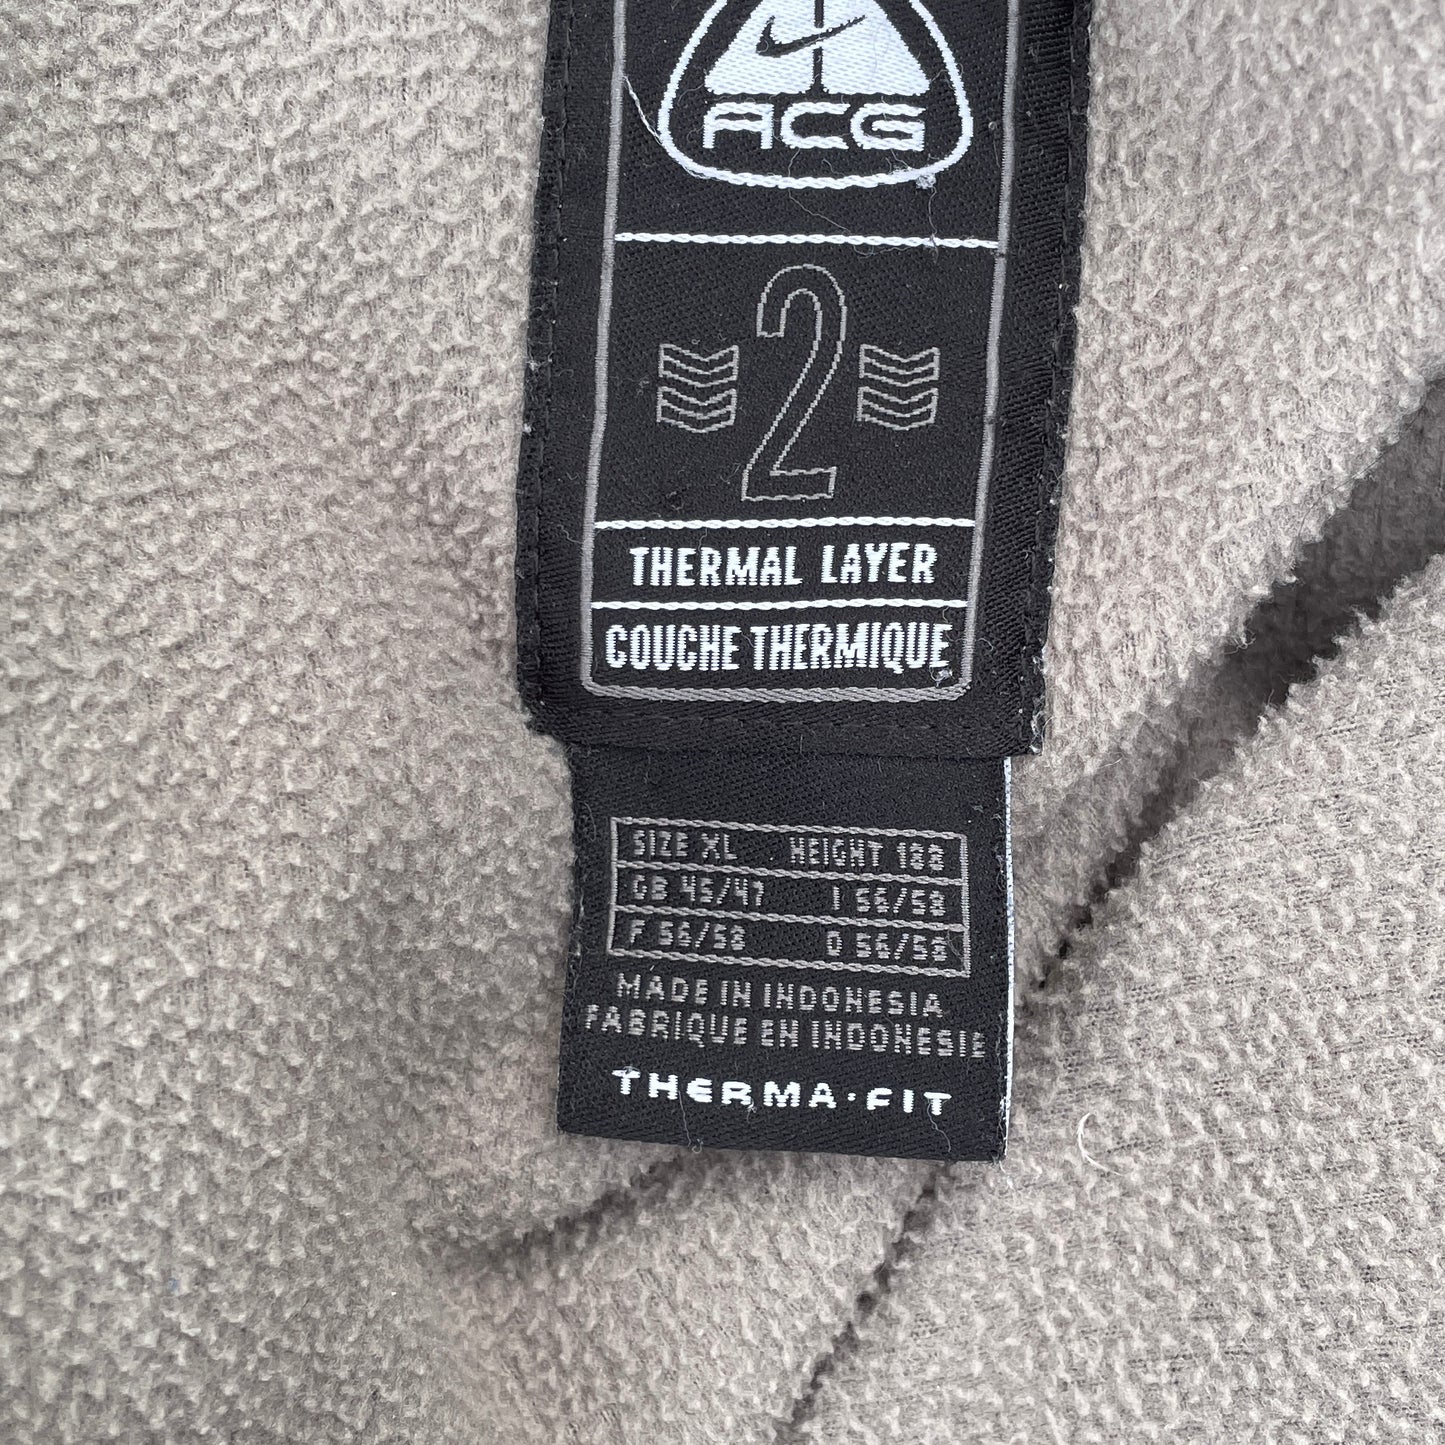 ACG
2
THERMAL LAYER
COUCHE THERMIQUE
SIZE XL HEIGHT 188
GB 45/47 I 56/58
F 56/58 D 56/58
MADE IN INDONESIA
FABRIQUE EN INDONESIE
THERMA·FIT